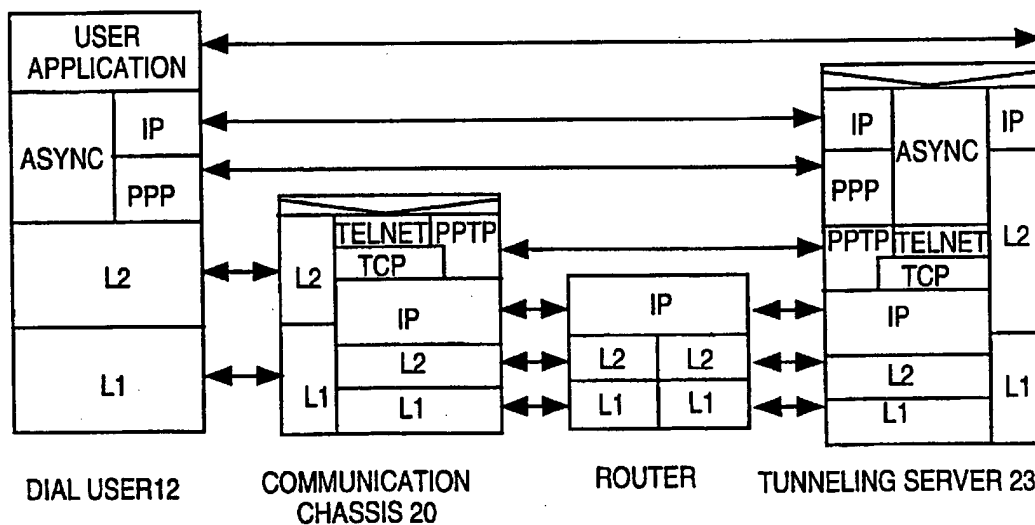 USER
APPLICATION
ASYNC
IP
PPP
L2
L1
TELNET
PPTP
TCP
L2
L1
IP
L2
L1
IP
L2
L2
L1
L1
IP
ASYNC
IP
PPP
PPTP
TELNET
TCP
L2
IP
L2
L1
L1
DIAL USER12
COMMUNICATION
CHASSIS 20
ROUTER
TUNNELING SERVER 23